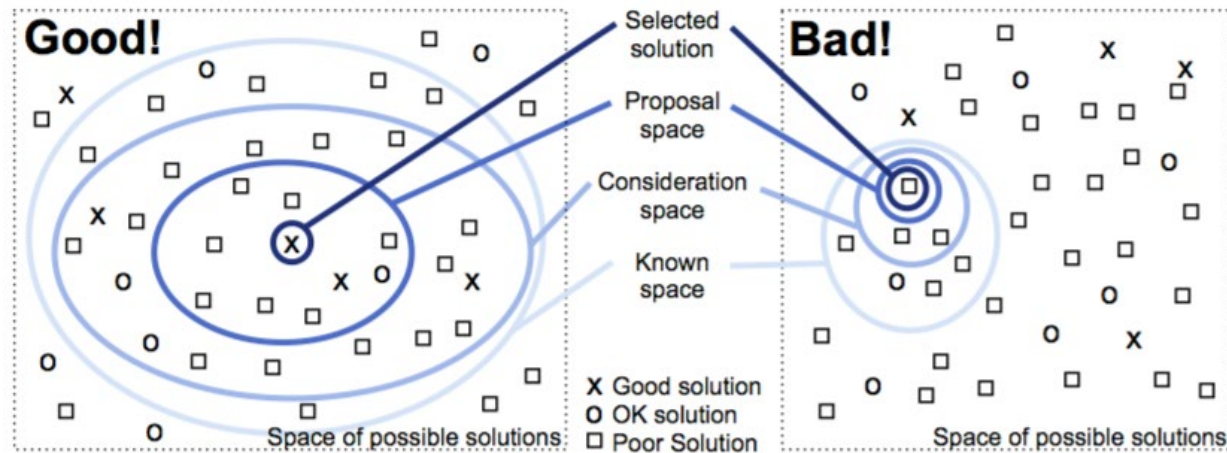 Good!
Selected
solution
Proposal
space
Consideration
space
Known
space
X Good solution
O OK solution
□ Poor Solution
Space of possible solutions
Bad!
Space of possible solutions